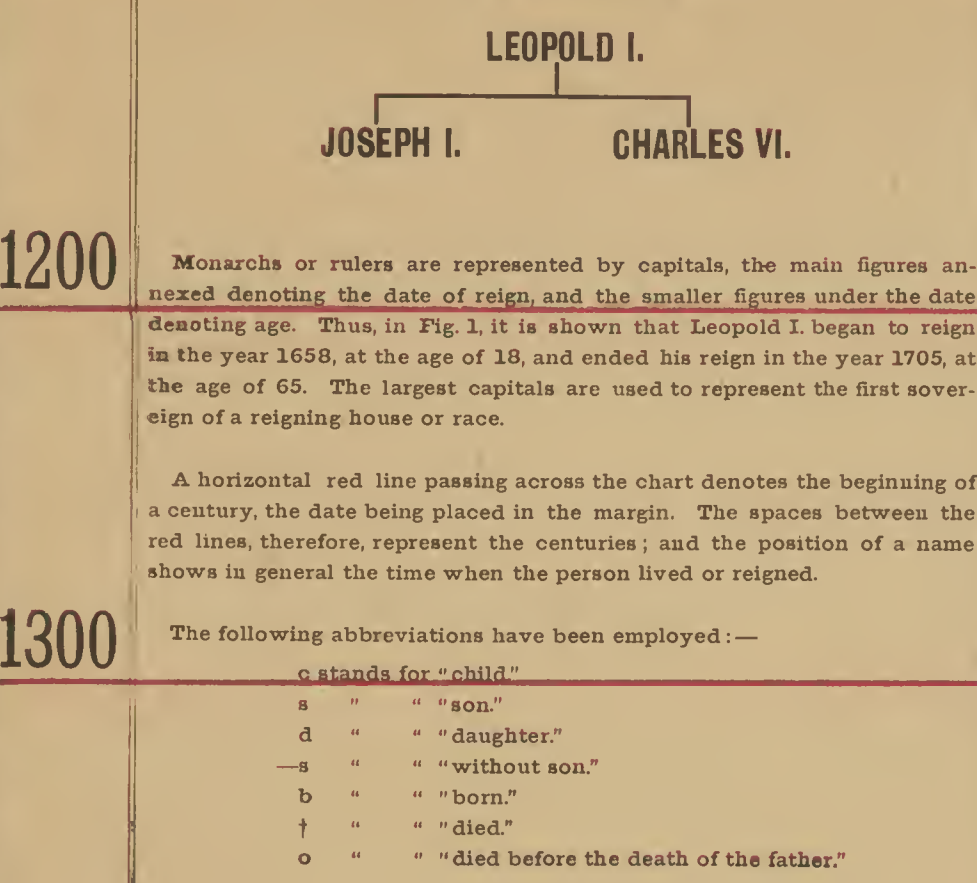 LEOPOLD I.
JOSEPH I. CHARLES VI.
1200
Monarchs or rulers are represented by capitals, the main figures an-
nexed denoting the date of reign, and the smaller figures under the date
denoting age. Thus, in Fig. 1, it is shown that Leopold I. began to reign
in the year 1658, at the age of 18, and ended his reign in the year 1705, at
the age of 65. The largest capitals are used to represent the first sover-
eign of a reigning house or race.
A horizontal red line passing across the chart denotes the beginning of
a century, the date being placed in the margin. The spaces between the
red lines, therefore, represent the centuries; and the position of a name
shows in general the time when the person lived or reigned.
1300
The following abbreviations have been employed:—
c stands for "child."
s " " "son."
d " " "daughter."
—s " " "without son."
b " " "born."
† " " "died."
o " " "died before the death of the father."